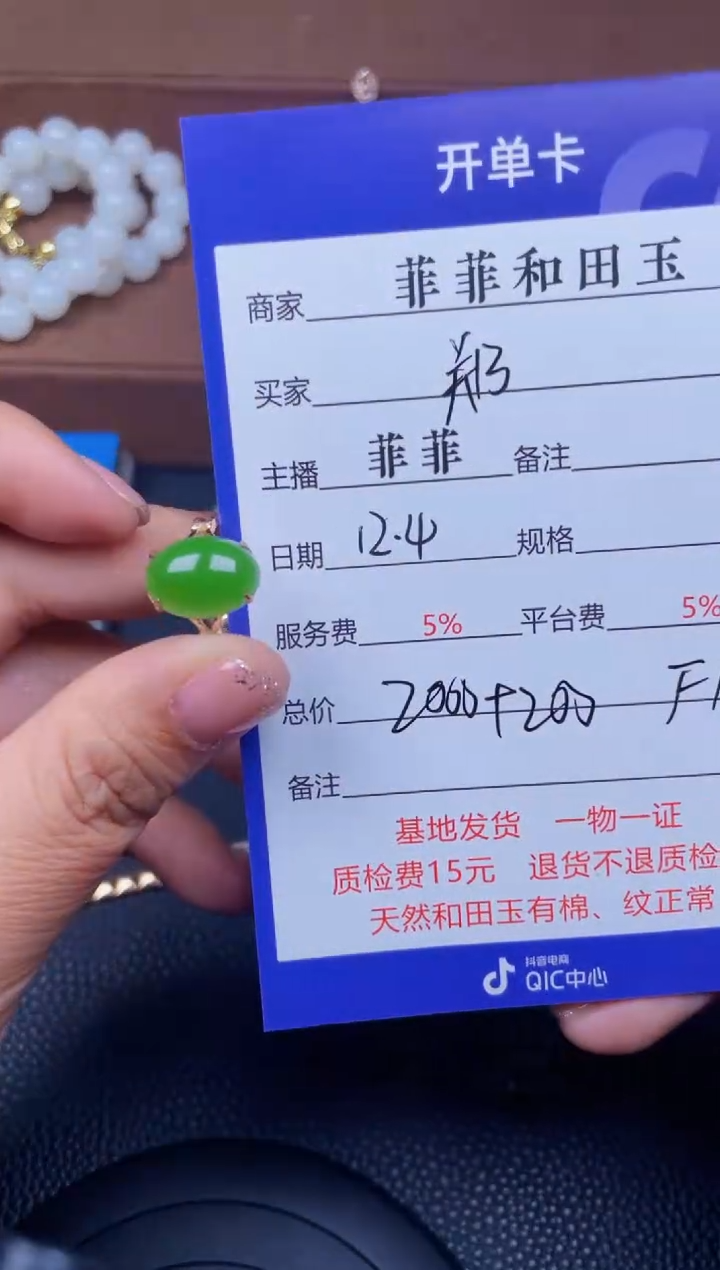 开单卡
商家 菲菲和田玉
买家 郑
主播 菲菲 备注
日期 12.4 规格
服务费 5% 平台费 5%
总价 2000+200
备注
基地发货 一物一证
质检费15元 退货不退质检
天然和田玉有棉、纹正常
抖音电商
QIC中心